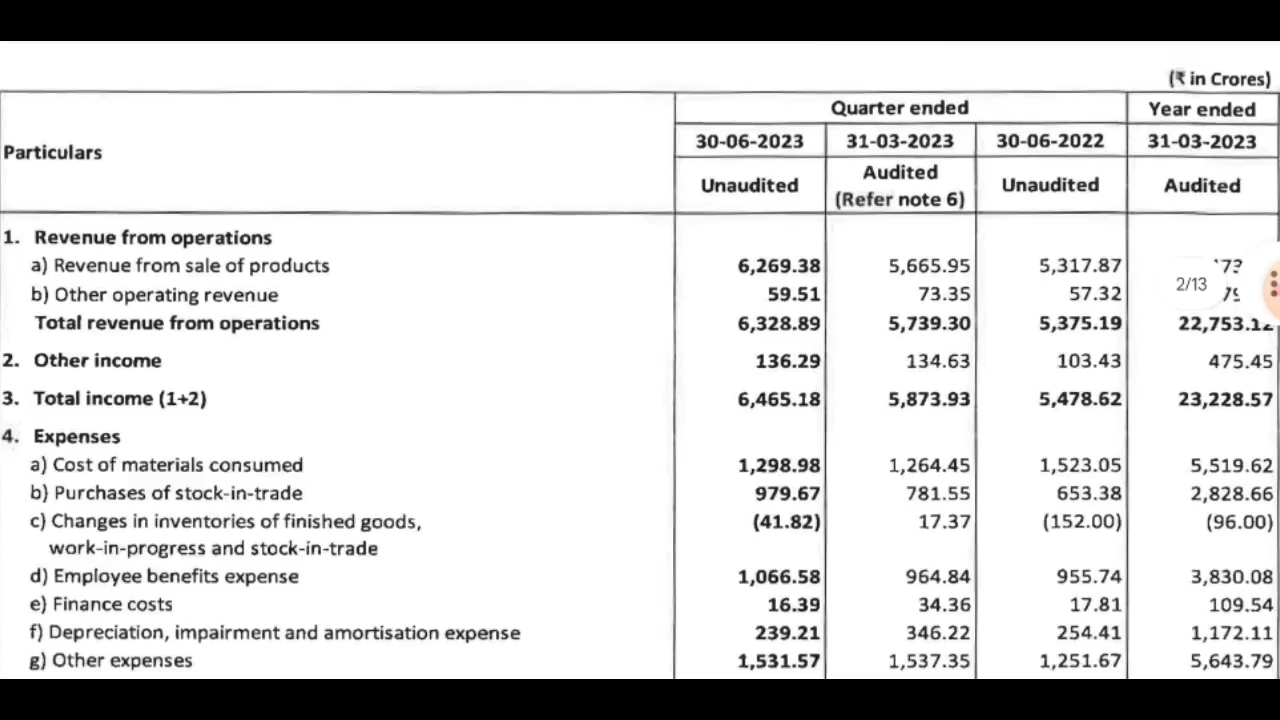 (₹ in Crores)
Particulars Quarter ended Year ended
30-06-2023 31-03-2023 30-06-2022 31-03-2023
Unaudited Audited (Refer note 6) Unaudited Audited
1. Revenue from operations
a) Revenue from sale of products 6,269.38 5,665.95 5,317.87
b) Other operating revenue 59.51 73.35 57.32
2/13
Total revenue from operations 6,328.89 5,739.30 5,375.19 22,753.12
2. Other income 136.29 134.63 103.43 475.45
3. Total income (1+2) 6,465.18 5,873.93 5,478.62 23,228.57
4. Expenses
a) Cost of materials consumed 1,298.98 1,264.45 1,523.05 5,519.62
b) Purchases of stock-in-trade 979.67 781.55 653.38 2,828.66
c) Changes in inventories of finished goods, (41.82) 17.37 (152.00) (96.00)
work-in-progress and stock-in-trade
d) Employee benefits expense 1,066.58 964.84 955.74 3,830.08
e) Finance costs 16.39 34.36 17.81 109.54
f) Depreciation, impairment and amortisation expense 239.21 346.22 254.41 1,172.11
g) Other expenses 1,531.57 1,537.35 1,251.67 5,643.79